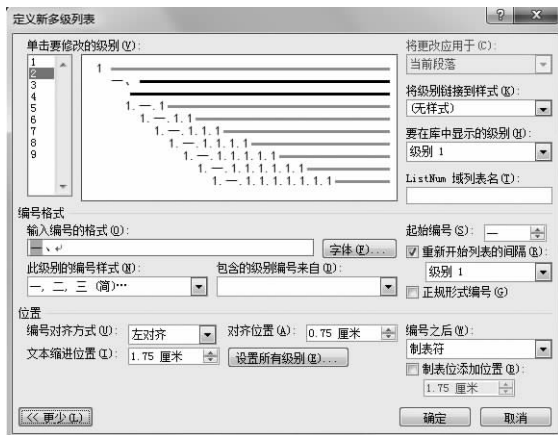 定义新多级列表
单击要修改的级别(V):
将更改应用于(C):
当前段落
1
2
3
4
5
6
7
8
9
1
一、
1.一.1
1.一.1.1
1.一.1.1.1
1.一.1.1.1.1
1.一.1.1.1.1.1
1.一.1.1.1.1.1.1
1.一.1.1.1.1.1.1.1
将级别链接到样式(K):
(无样式)
要在库中显示的级别(H):
级别 1
ListNum 域列表名(T):
编号格式
输入编号的格式(O):
一、↵
字体(F)...
起始编号(S): 一
重新开始列表的间隔(R):
级别 1
此级别的编号样式(N):
包含的级别编号来自(D):
一, 二, 三 (简)…
正规形式编号(G)
位置
编号对齐方式(U): 左对齐
对齐位置(A): 0.75 厘米
编号之后(W):
制表符
文本缩进位置(I): 1.75 厘米
设置所有级别(E)...
制表位添加位置(B):
1.75 厘米
<< 更少(L)
确定
取消